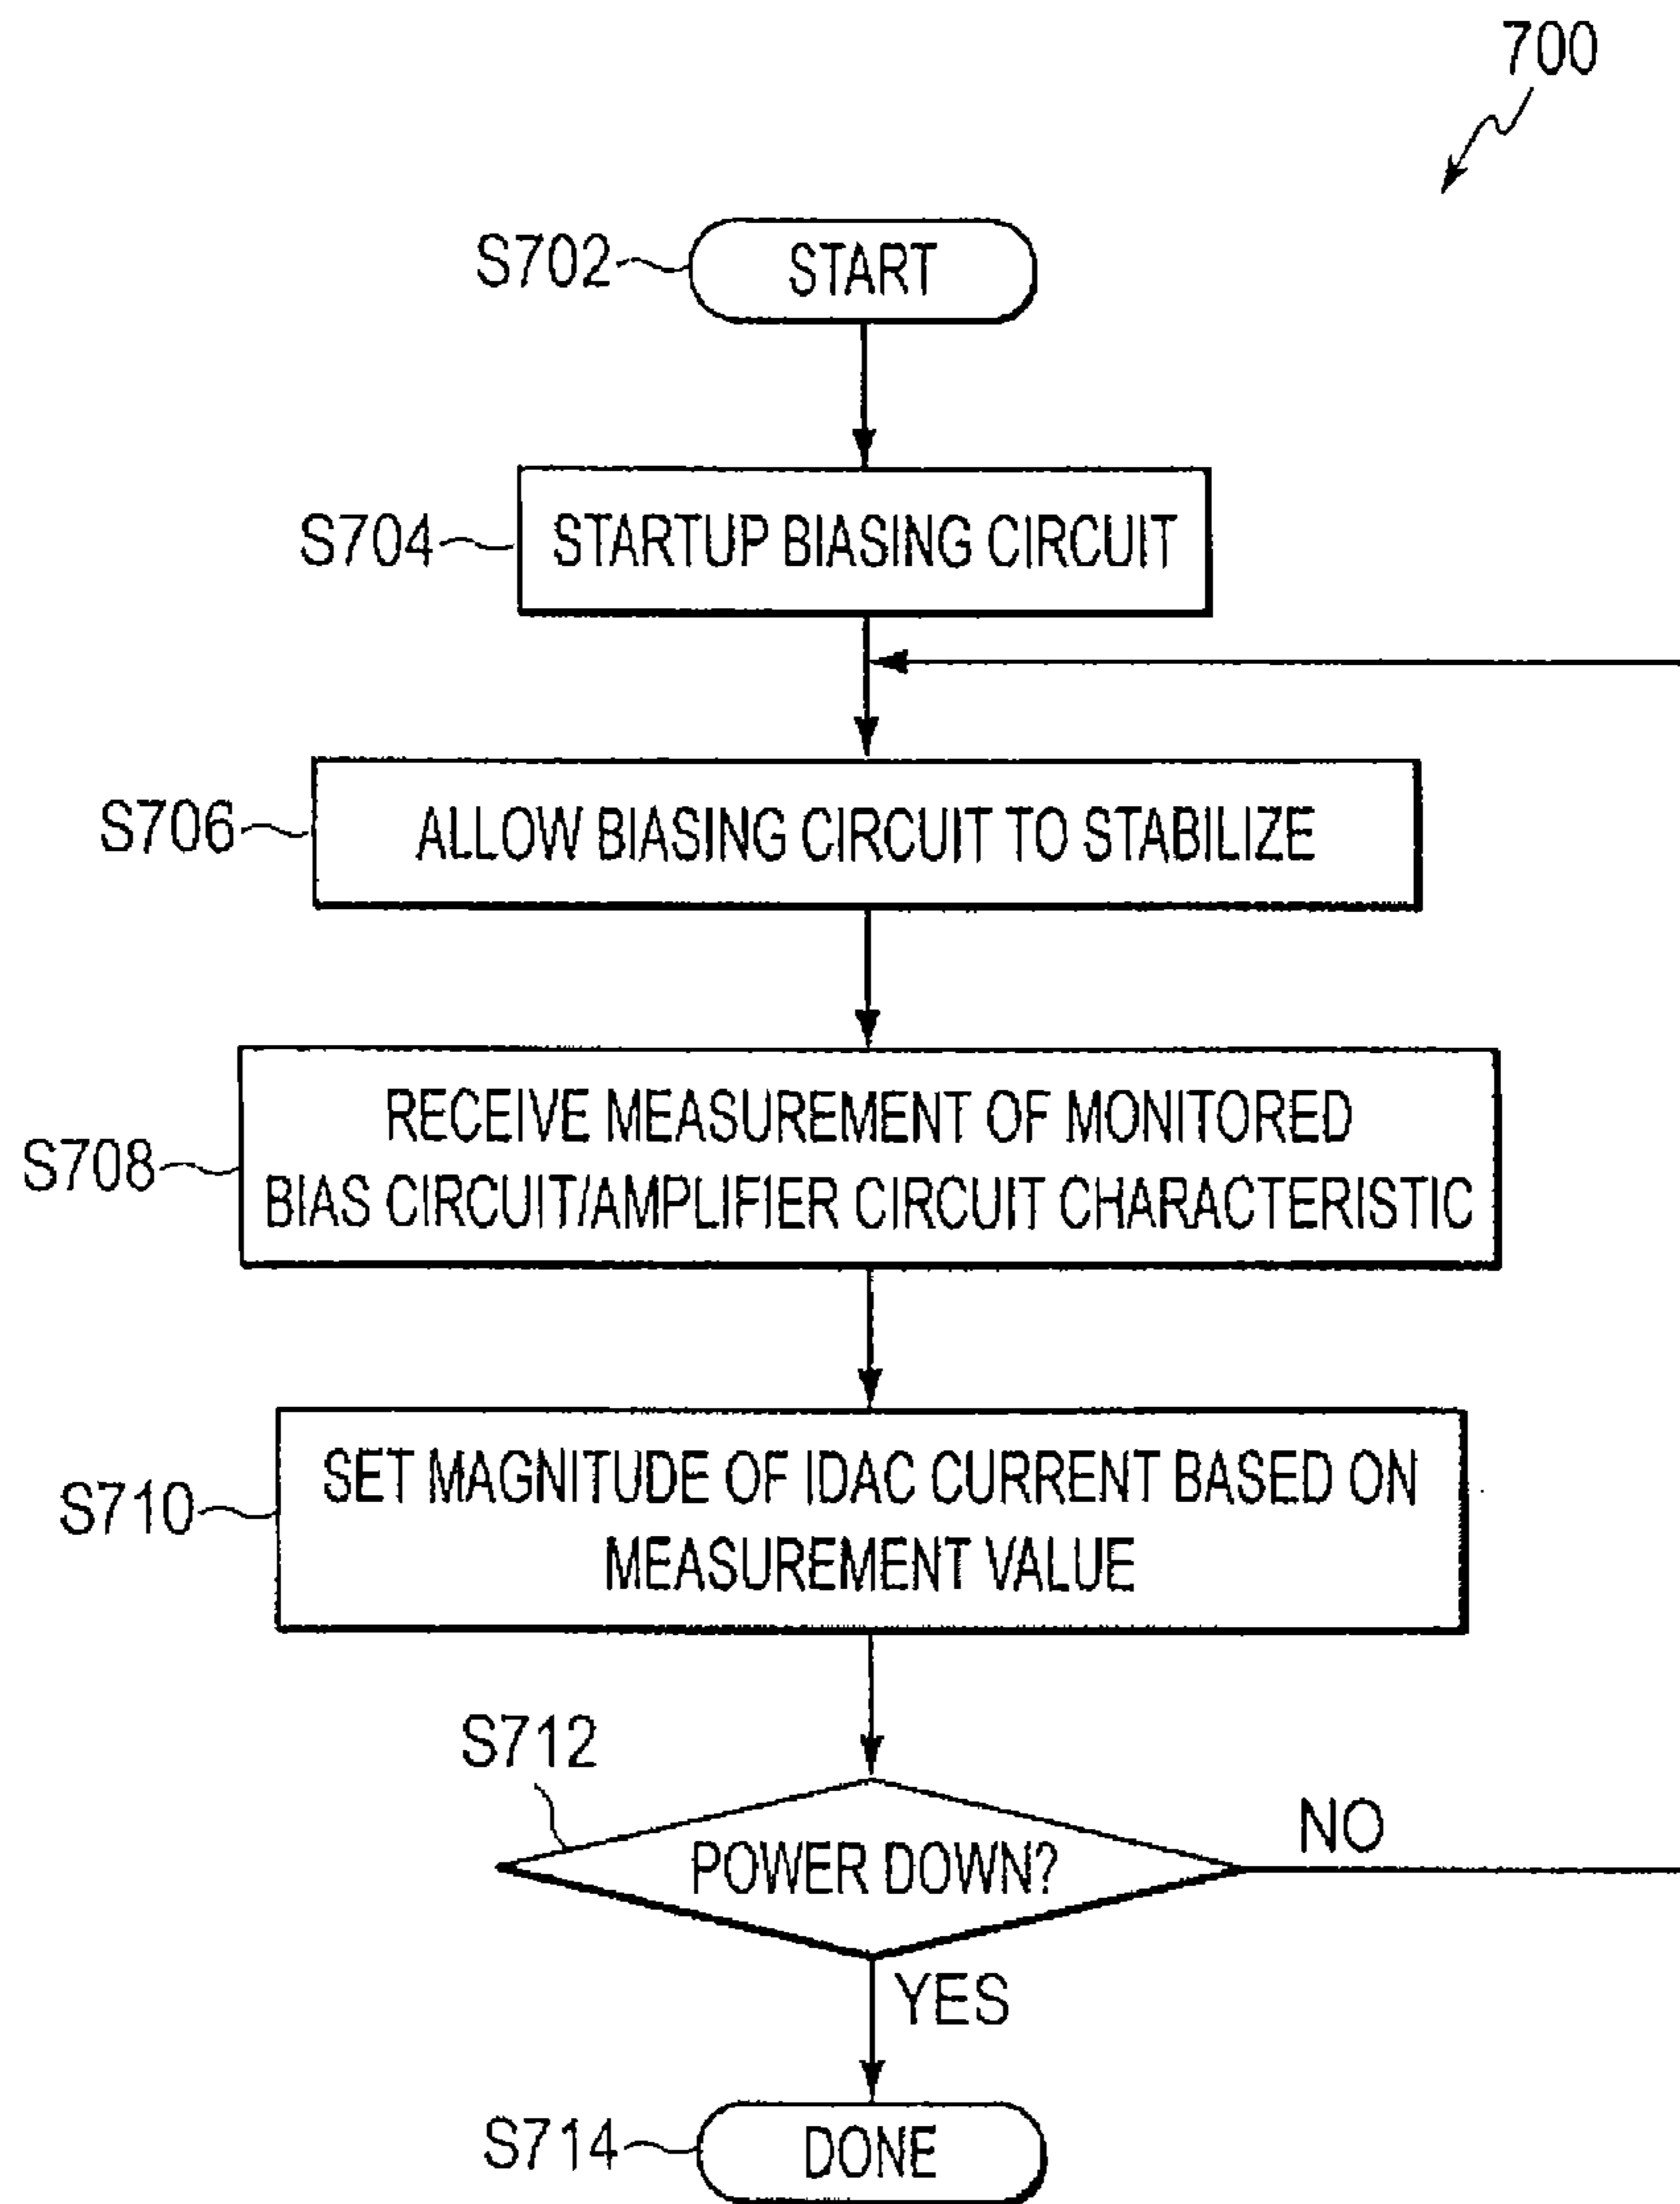 700
S702
START
S704
STARTUP BIASING CIRCUIT
S706
ALLOW BIASING CIRCUIT TO STABILIZE
S708
RECEIVE MEASUREMENT OF MONITORED
BIAS CIRCUIT/AMPLIFIER CIRCUIT CHARACTERISTIC
S710
SET MAGNITUDE OF IDAC CURRENT BASED ON
MEASUREMENT VALUE
S712
POWER DOWN?
NO
YES
S714
DONE